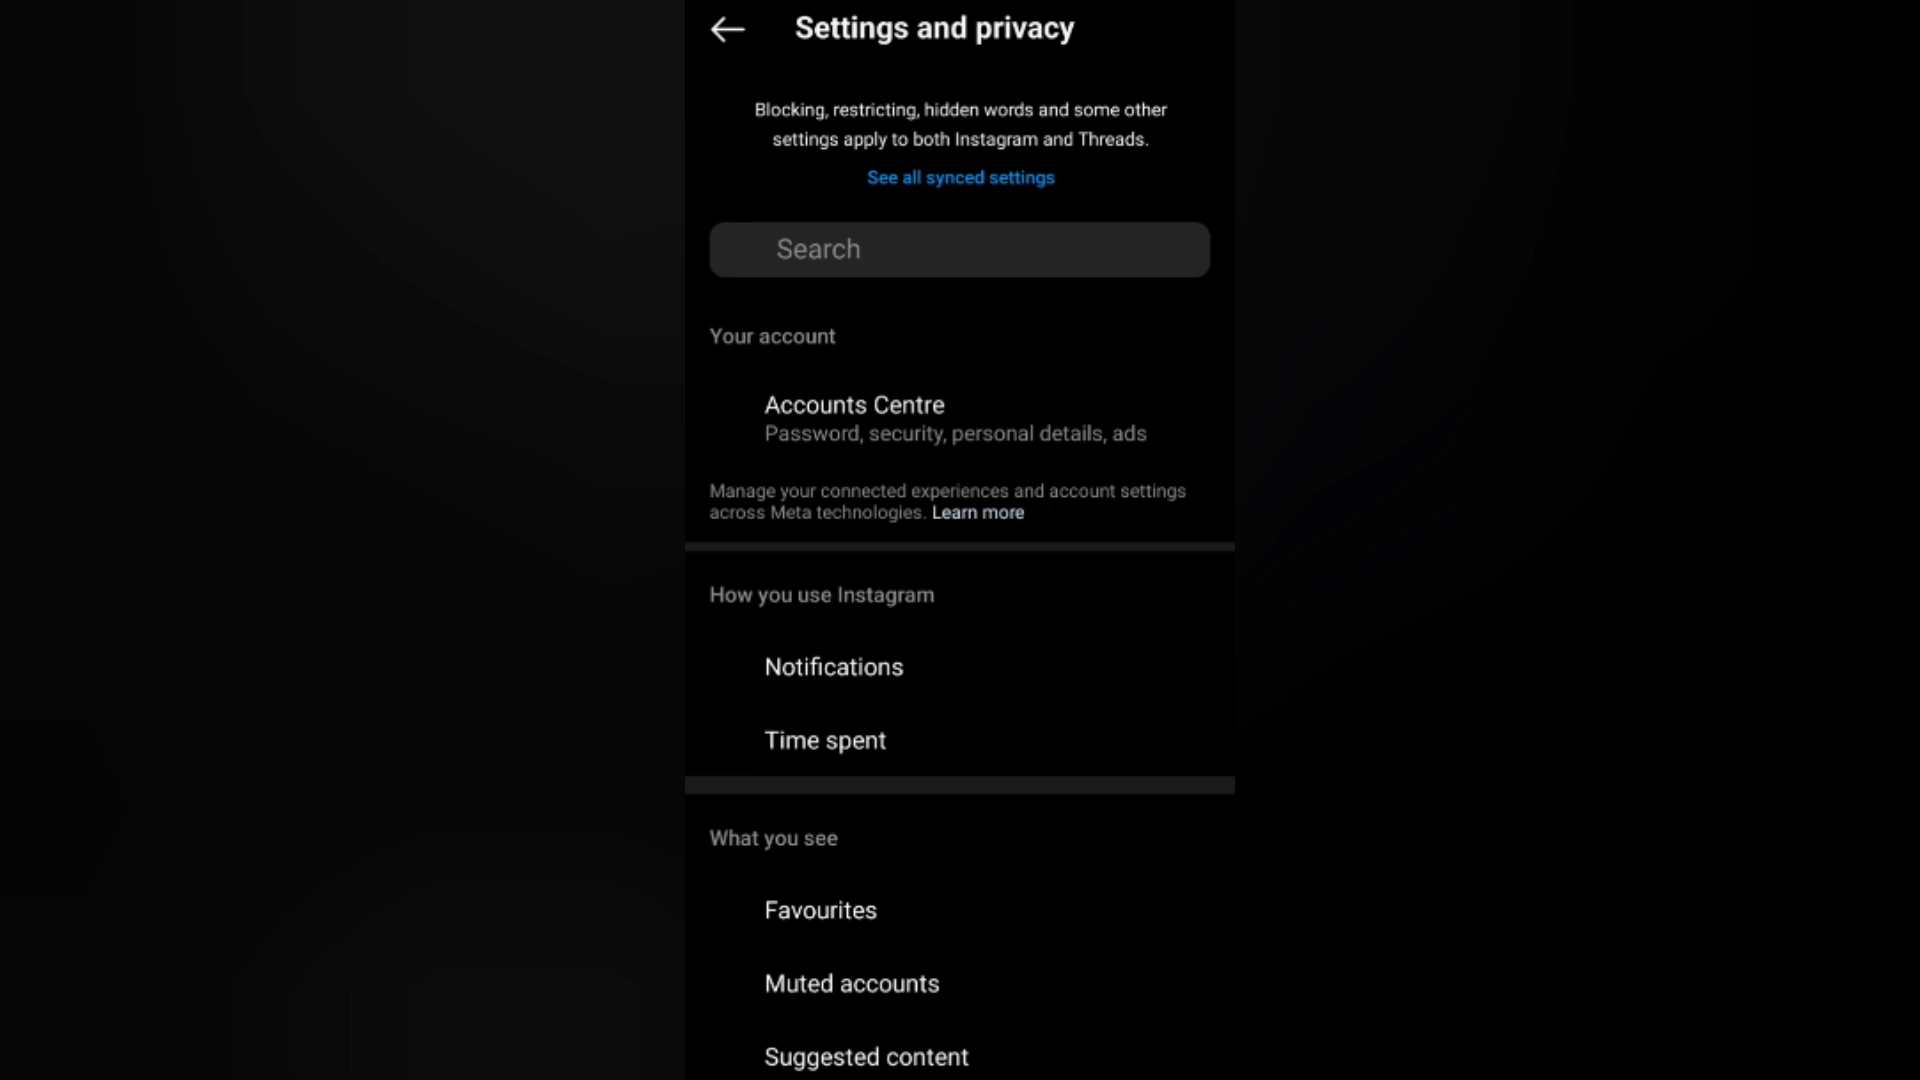 Settings and privacy
Blocking, restricting, hidden words and some other
settings apply to both Instagram and Threads.
See all synced settings
Search
Your account
Accounts Centre
Password, security, personal details, ads
Manage your connected experiences and account settings
across Meta technologies. Learn more
How you use Instagram
Notifications
Time spent
What you see
Favourites
Muted accounts
Suggested content